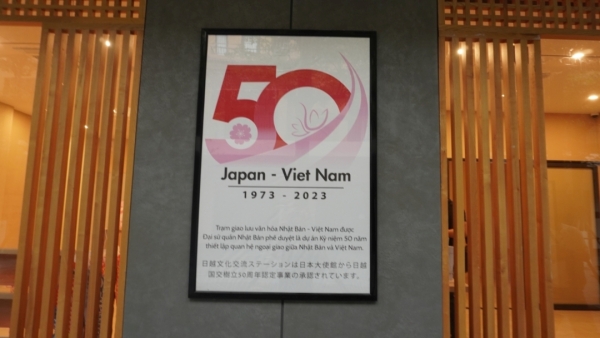 50
Japan - Viet Nam
1973 - 2023
Trạm giao lưu văn hóa Nhật Bản - Việt Nam được
Đại sứ quán Nhật Bản phê duyệt là dự án Kỷ niệm 50 năm
thiết lập quan hệ ngoại giao giữa Nhật Bản và Việt Nam.
日越文化交流ステーションは日本大使館から日越
国交樹立50周年認定事業の承認されています。